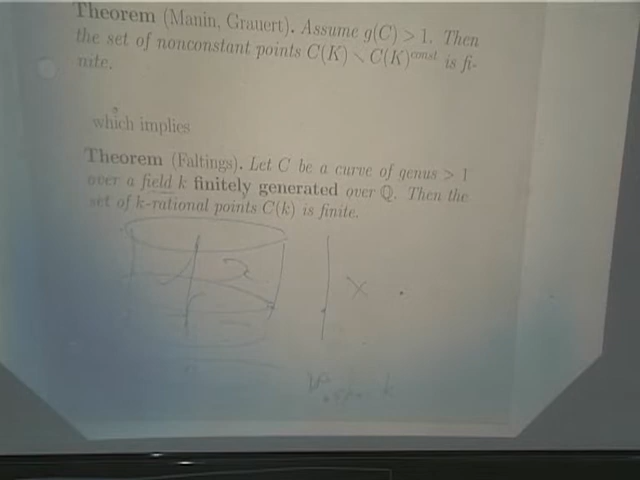 Theorem (Manin, Grauert). Assume g(C) > 1. Then
the set of nonconstant points C(K) \ C(K)^const is fi-
nite.
which implies
Theorem (Faltings). Let C be a curve of genus > 1
over a field k finitely generated over ℚ. Then the
set of k-rational points C(k) is finite.